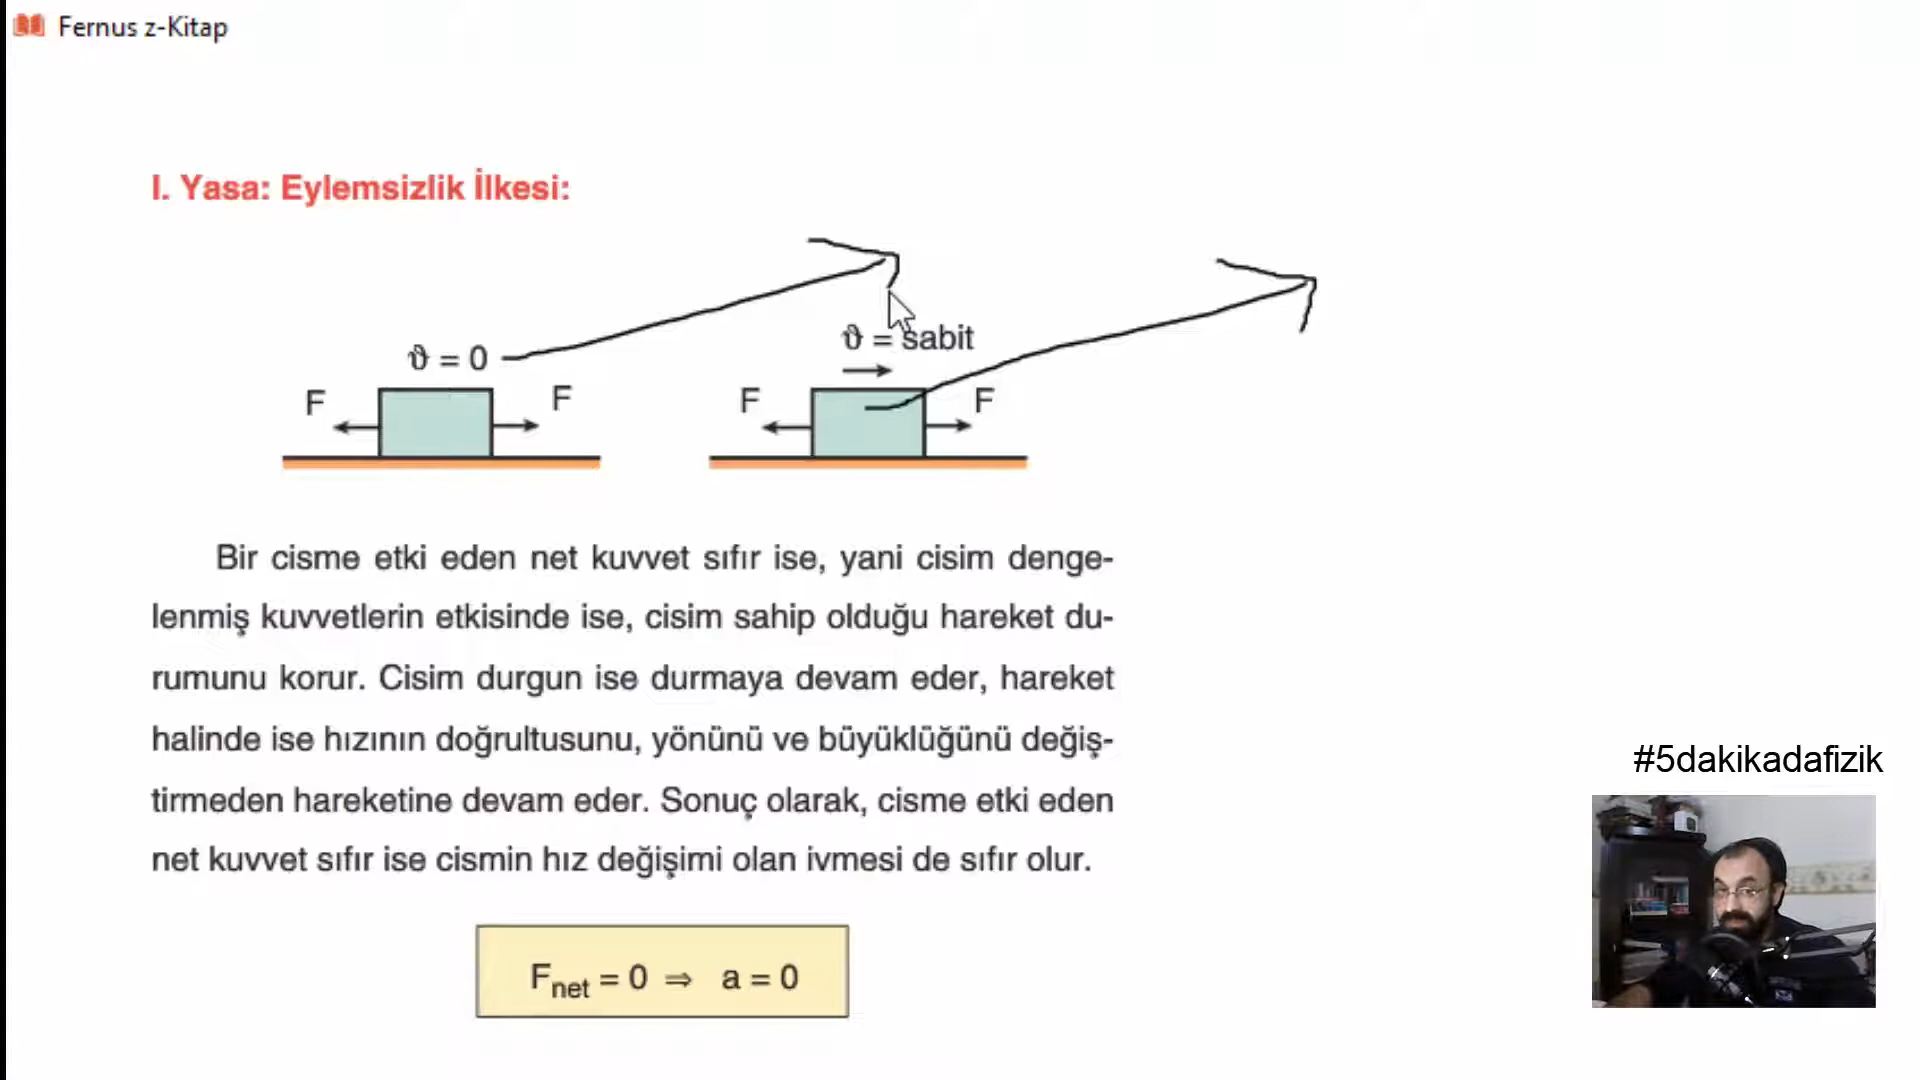 Fernus z-Kitap
I. Yasa: Eylemsizlik İlkesi:
ϑ = 0
ϑ = sabit
F
F
F
F
Bir cisme etki eden net kuvvet sıfır ise, yani cisim denge-
lenmiş kuvvetlerin etkisinde ise, cisim sahip olduğu hareket du-
rumunu korur. Cisim durgun ise durmaya devam eder, hareket
halinde ise hızının doğrultusunu, yönünü ve büyüklüğünü değiş-
tirmeden hareketine devam eder. Sonuç olarak, cisme etki eden
net kuvvet sıfır ise cismin hız değişimi olan ivmesi de sıfır olur.
#5dakikadafizik
Fnet = 0 ⇒ a = 0